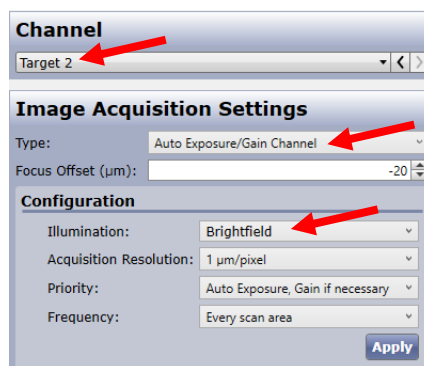 Channel
Target 2
Image Acquisition Settings
Type: Auto Exposure/Gain Channel
Focus Offset (µm): -20
Configuration
Illumination: Brightfield
Acquisition Resolution: 1 µm/pixel
Priority: Auto Exposure, Gain if necessary
Frequency: Every scan area
Apply